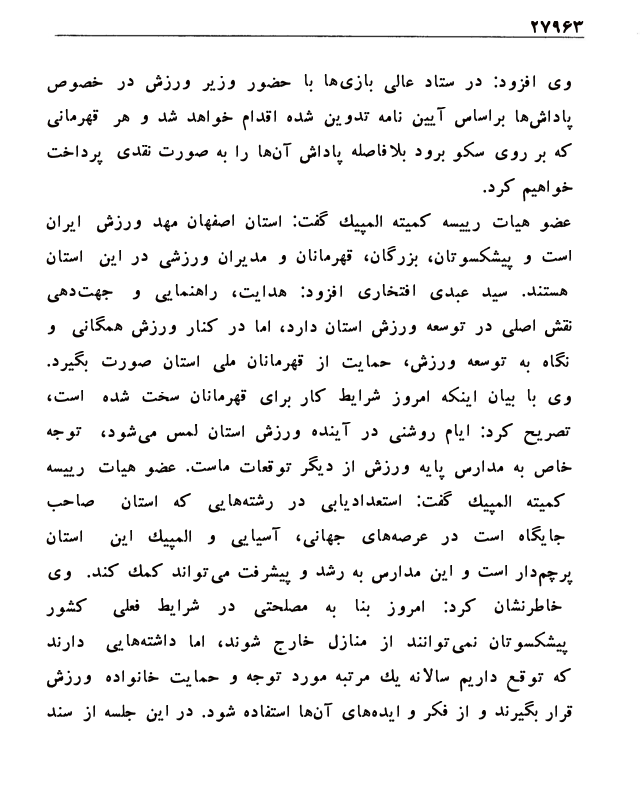 ۲۷۹۶۳
وی افزود: در ستاد عالی بازی‌ها با حضور وزیر ورزش در خصوص
پاداش‌ها براساس آیین نامه تدوین شده اقدام خواهد شد و هر قهرمانی
که بر روی سکو برود بلافاصله پاداش آن‌ها را به صورت نقدی پرداخت
خواهیم کرد.
عضو هیات رییسه کمیته المپیك گفت: استان اصفهان مهد ورزش ایران
است و پیشکسوتان، بزرگان، قهرمانان و مدیران ورزشی در این استان
هستند. سید عبدی افتخاری افزود: هدایت، راهنمایی و جهت‌دهی
نقش اصلی در توسعه ورزش استان دارد، اما در کنار ورزش همگانی و
نگاه به توسعه ورزش، حمایت از قهرمانان ملی استان صورت بگیرد.
وی با بیان اینکه امروز شرایط کار برای قهرمانان سخت شده است،
تصریح کرد: ایام روشنی در آینده ورزش استان لمس می‌شود، توجه
خاص به مدارس پایه ورزش از دیگر توقعات ماست. عضو هیات رییسه
کمیته المپیك گفت: استعدادیابی در رشته‌هایی که استان صاحب
جایگاه است در عرصه‌های جهانی، آسیایی و المپیك این استان
پرچم‌دار است و این مدارس به رشد و پیشرفت می‌تواند کمك کند. وی
خاطرنشان کرد: امروز بنا به مصلحتی در شرایط فعلی کشور
پیشکسوتان نمی‌توانند از منازل خارج شوند، اما داشته‌هایی دارند
که توقع داریم سالانه یك مرتبه مورد توجه و حمایت خانواده ورزش
قرار بگیرند و از فکر و ایده‌های آن‌ها استفاده شود. در این جلسه از سند